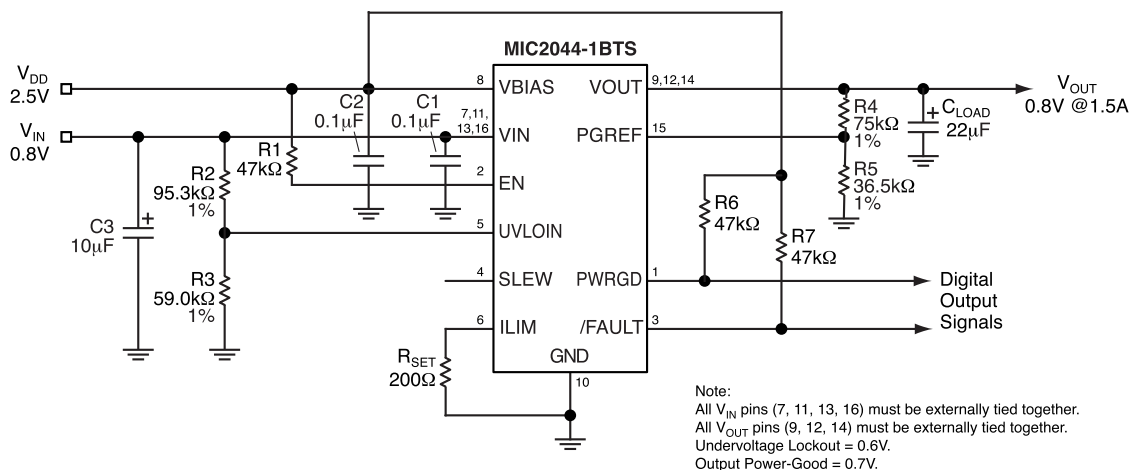 MIC2044-1BTS
VDD
2.5V
VIN
0.8V
8
VBIAS
7,11,
13,16
VIN
2
EN
5
UVLOIN
4
SLEW
6
ILIM
GND
10
VOUT
9,12,14
PGREF
15
PWRGD
1
/FAULT
3
C2
0.1µF
C1
0.1µF
R1
47kΩ
R2
95.3kΩ
1%
C3
10µF
+
R3
59.0kΩ
1%
RSET
200Ω
R4
75kΩ
1%
+
CLOAD
22µF
VOUT
0.8V @1.5A
R5
36.5kΩ
1%
R6
47kΩ
R7
47kΩ
Digital
Output
Signals
Note:
All VIN pins (7, 11, 13, 16) must be externally tied together.
All VOUT pins (9, 12, 14) must be externally tied together.
Undervoltage Lockout = 0.6V.
Output Power-Good = 0.7V.